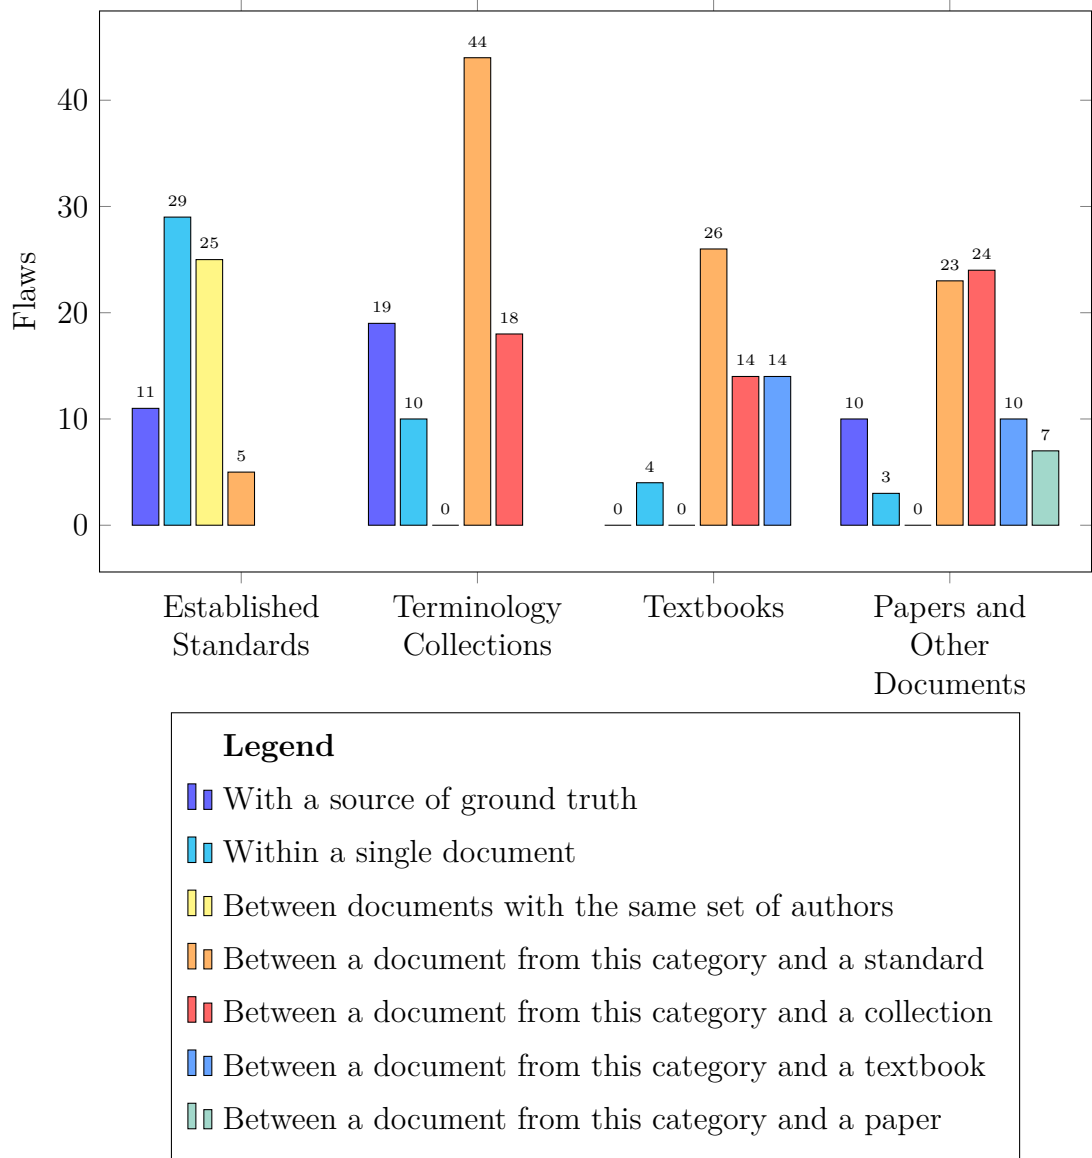 44
40
29
30
26
25
24
23
19
18
20
14 14
11
10
10
10
10
7
5
4
3
0
0
0
0
0
Flaws
Established
Standards
Terminology
Collections
Textbooks
Papers and
Other
Documents
Legend
With a source of ground truth
Within a single document
Between documents with the same set of authors
Between a document from this category and a standard
Between a document from this category and a collection
Between a document from this category and a textbook
Between a document from this category and a paper